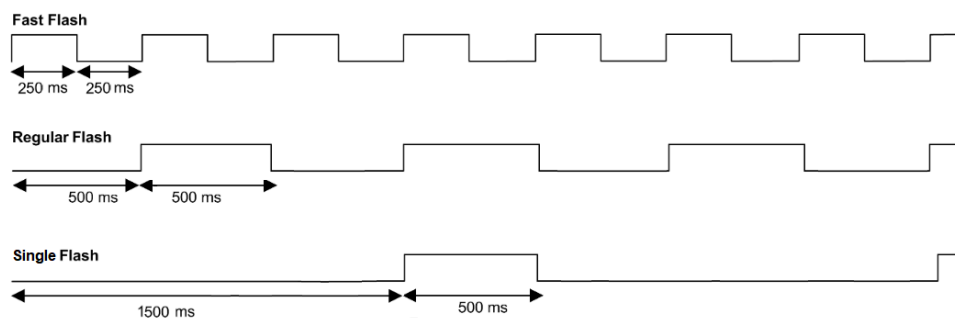 Fast Flash
250 ms 250 ms
Regular Flash
500 ms 500 ms
Single Flash
1500 ms 500 ms